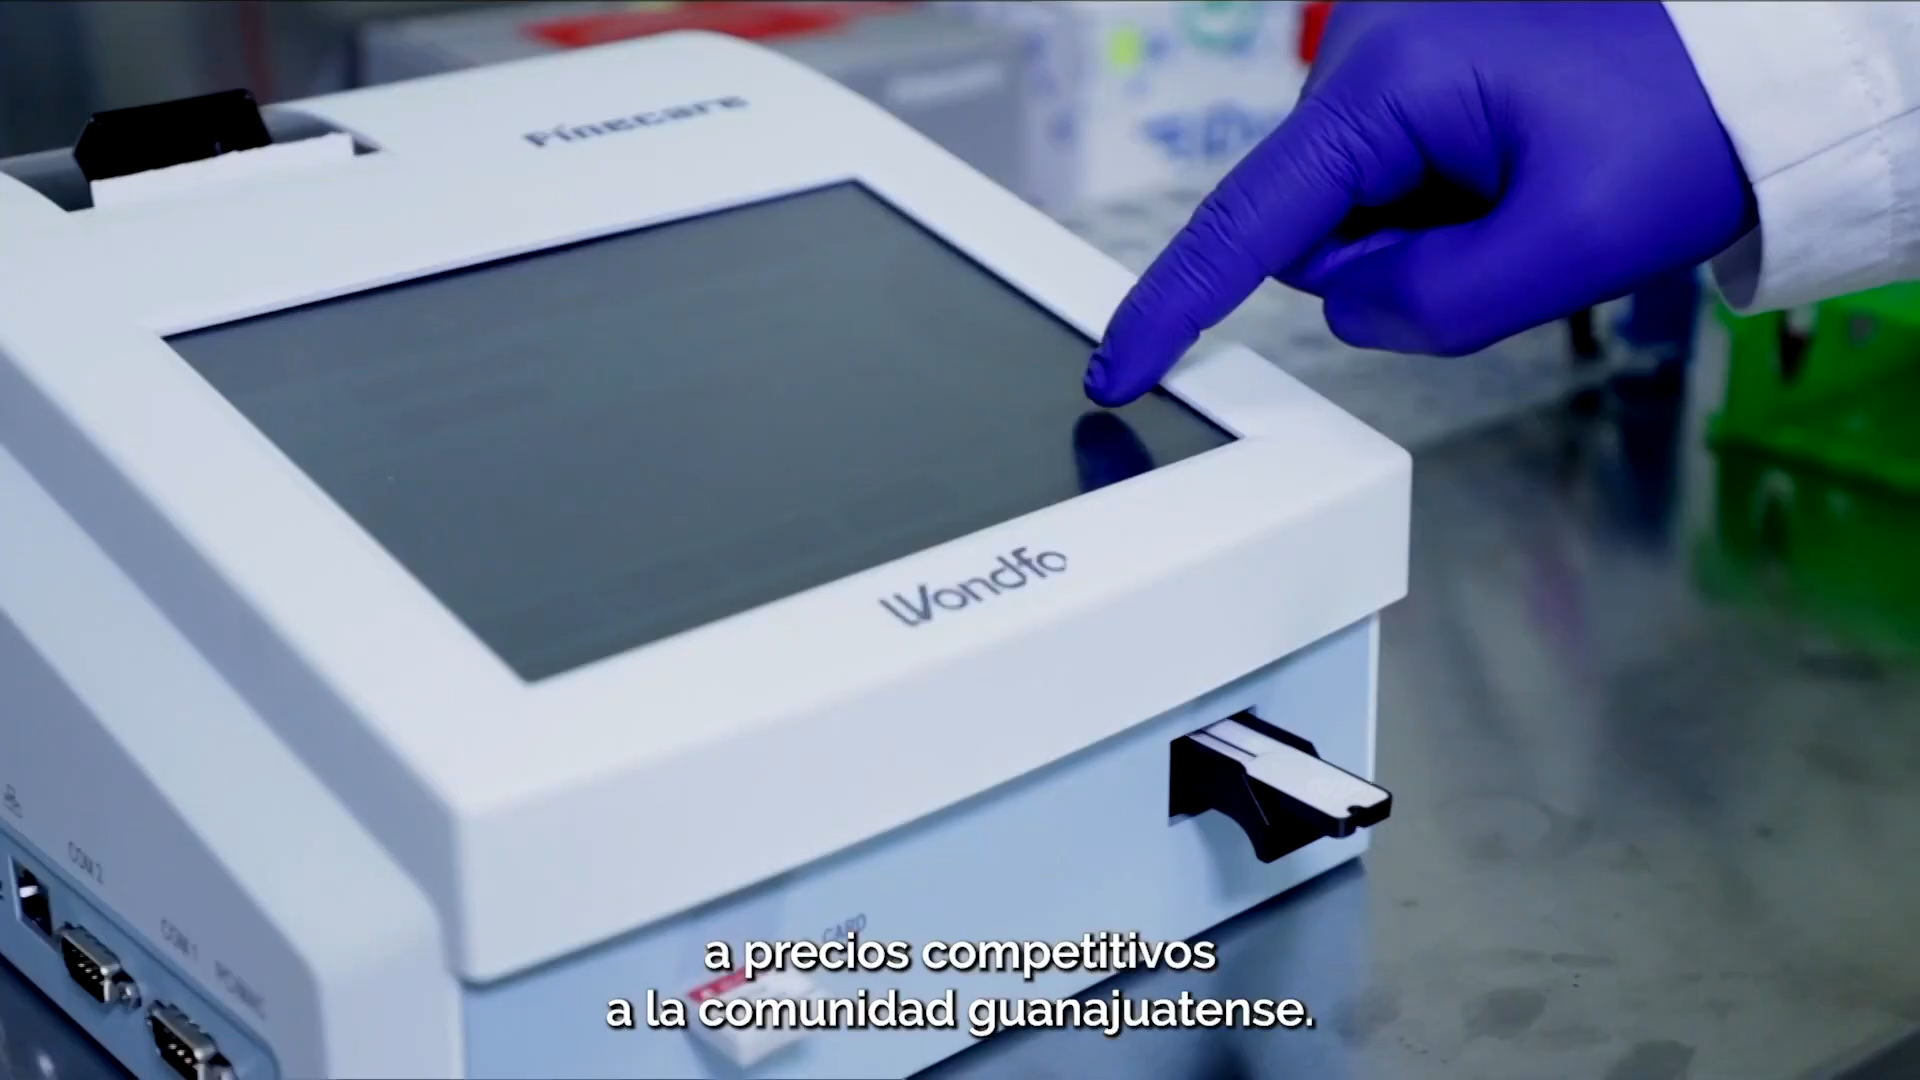 Finecare
Wondfo
COM 2
COM 1
CARD
a precios competitivos
a la comunidad guanajuatense.